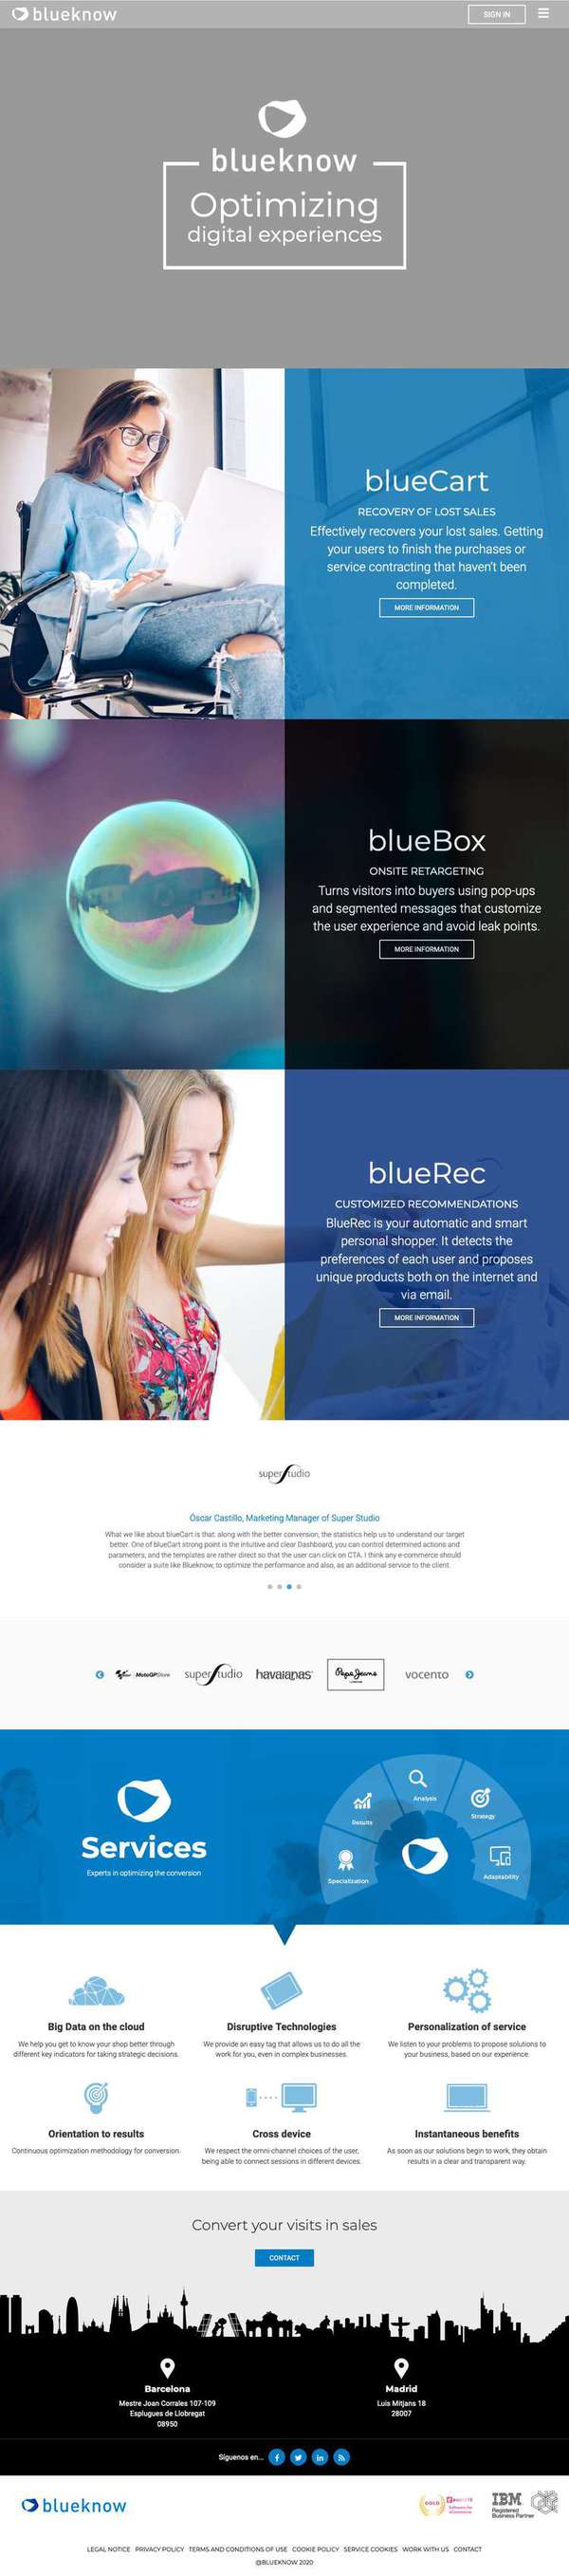 blueknow
SIGN IN
blueknow
Optimizing
digital experiences
blueCart
RECOVERY OF LOST SALES
Effectively recovers your lost sales. Getting
your users to finish the purchases or
service contracting that haven't been
completed.
MORE INFORMATION
blueBox
ONSITE RETARGETING
Turns visitors into buyers using pop-ups
and segmented messages that customize
the user experience and avoid leak points.
MORE INFORMATION
blueRec
CUSTOMIZED RECOMMENDATIONS
BlueRec is your automatic and smart
personal shopper. It detects the
preferences of each user and proposes
unique products both on the internet and
via email.
MORE INFORMATION
super studio
Óscar Castillo, Marketing Manager of Super Studio
What we like about blueCart is that: along with the better conversion, the statistics help us to understand our target
better. One of blueCart strong point is the intuitive and clear Dashboard, you can control determined actions and
parameters, and the templates are rather direct so that the user can click on CTA. I think any e-commerce should
consider a suite like Blueknow, to optimize the performance and also, as an additional service to the client.
MotoGP Store super studio havaianas Pepe Jeans LONDON vocento
Services
Experts in optimizing the conversion
Analysis
Results
Strategy
Specialization
Adaptability
Big Data on the cloud
We help you get to know your shop better through
different key indicators for taking strategic decisions.
Disruptive Technologies
We provide an easy tag that allows us to do all the
work for you, even in complex businesses.
Personalization of service
We listen to your problems to propose solutions to
your business, based on our experience.
Orientation to results
Continuous optimization methodology for conversion.
Cross device
We respect the omni-channel choices of the user,
being able to connect sessions in different devices.
Instantaneous benefits
As soon as our solutions begin to work, they obtain
results in a clear and transparent way.
Convert your visits in sales
CONTACT
Barcelona
Mestre Joan Corrales 107-109
Esplugues de Llobregat
08950
Madrid
Luis Mitjans 18
28007
Síguenos en...
blueknow
GOLD
IBM
Registered
Business Partner
LEGAL NOTICE PRIVACY POLICY TERMS AND CONDITIONS OF USE COOKIE POLICY SERVICE COOKIES WORK WITH US CONTACT
@BLUEKNOW 2020